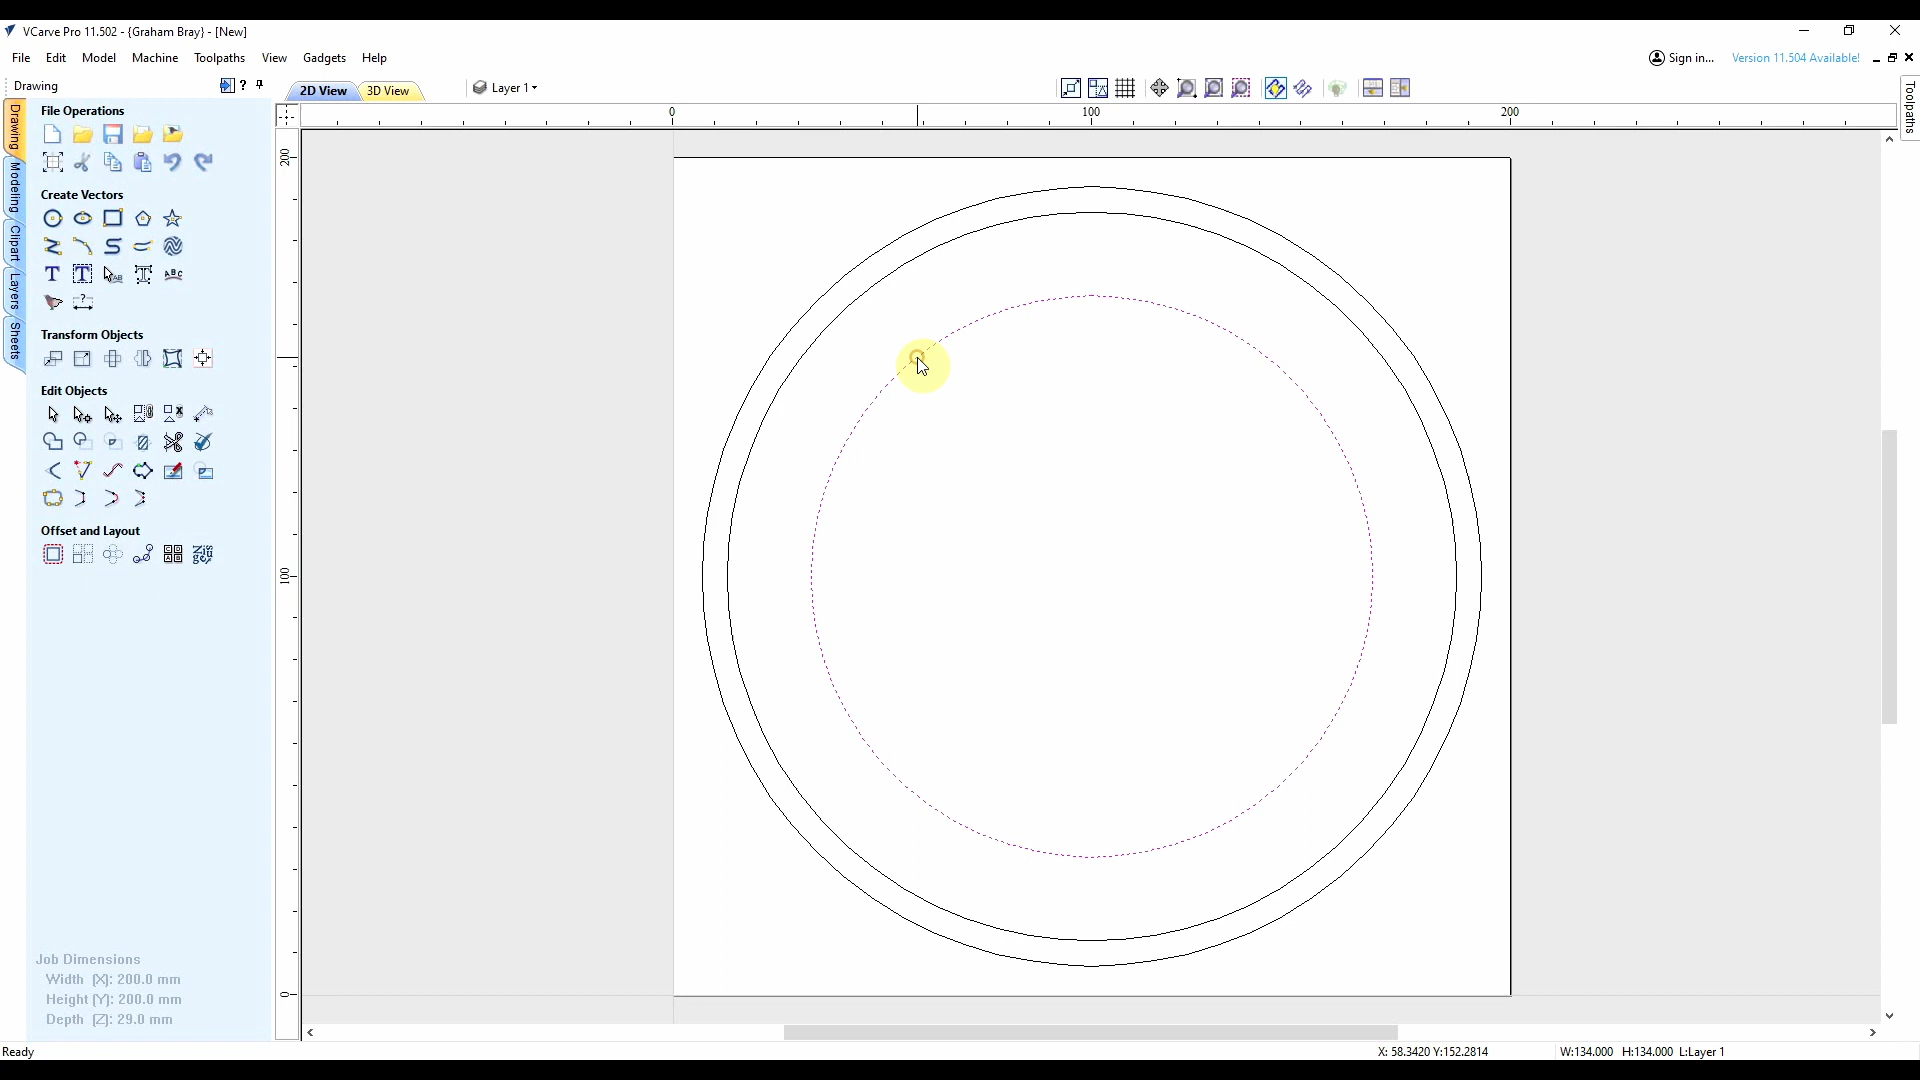 VCarve Pro 11.502 - {Graham Bray} - [New]
File Edit Model Machine Toolpaths View Gadgets Help
Sign in... Version 11.504 Available!
Drawing
?
2D View
3D View
Layer 1
Toolpaths
Drawing
Modeling
Clipart
Layers
Sheets
File Operations
Create Vectors
Transform Objects
Edit Objects
Offset and Layout
0 100 200
200
100
0
Job Dimensions
Width (X): 200.0 mm
Height (Y): 200.0 mm
Depth (Z): 29.0 mm
Ready
X: 58.3420 Y:152.2814
W:134.000 H:134.000 L:Layer 1